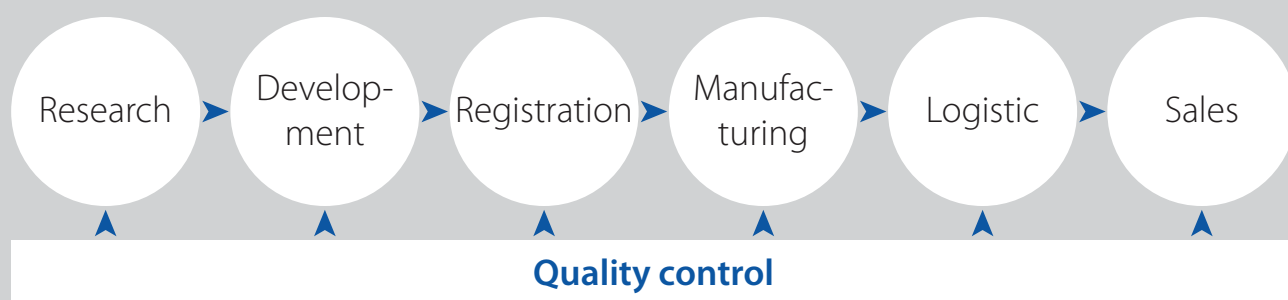 Research
Develop-
ment
Registration
Manufac-
turing
Logistic
Sales
Quality control